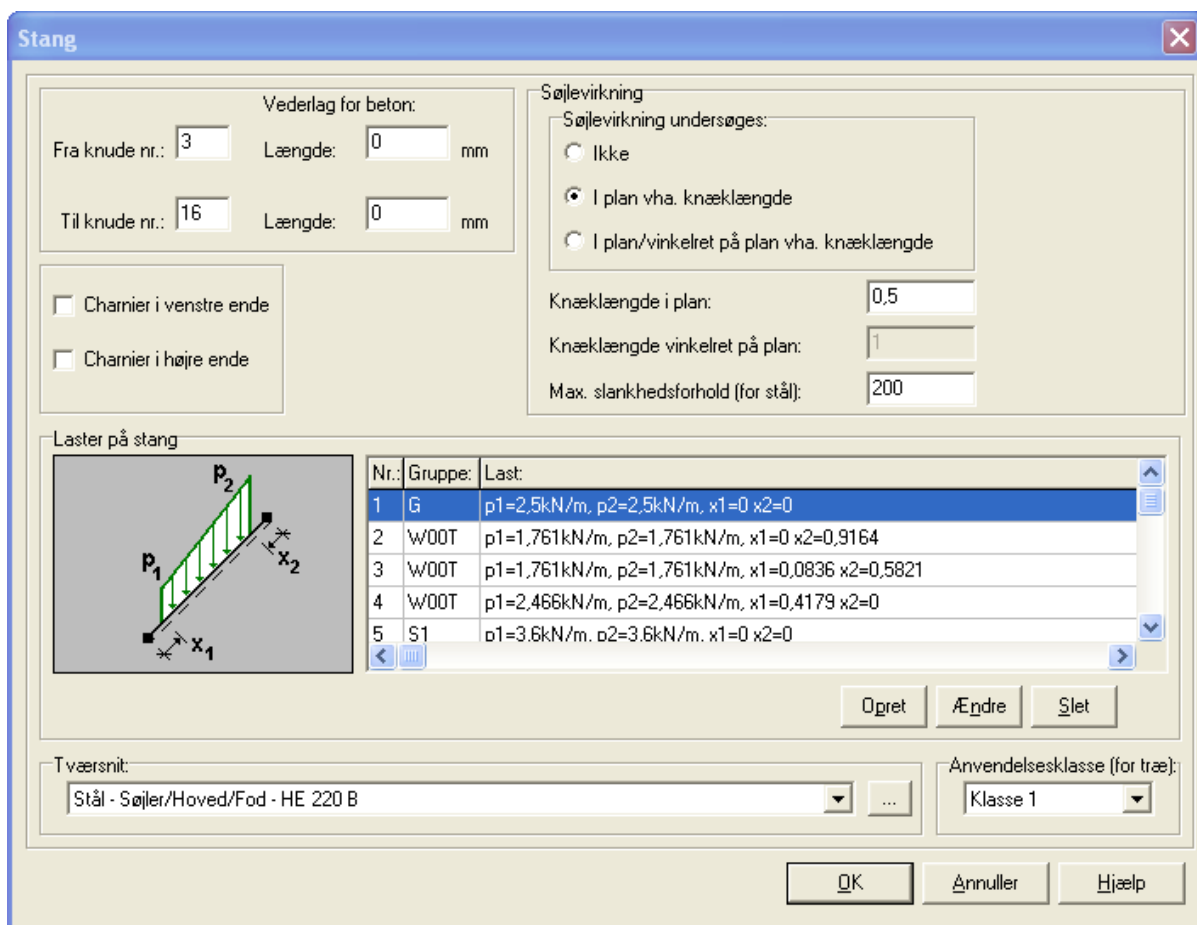 Stang
Vederlag for beton:
Fra knude nr.: 3 Længde: 0 mm
Til knude nr.: 16 Længde: 0 mm
Charnier i venstre ende
Charnier i højre ende
Søjlevirkning
Søjlevirkning undersøges:
Ikke
I plan vha. knæklængde
I plan/vinkelret på plan vha. knæklængde
Knæklængde i plan: 0,5
Knæklængde vinkelret på plan: 1
Max. slankhedsforhold (for stål): 200
Laster på stang
p2
p1
x2
x1
Nr.: Gruppe: Last:
1 G p1=2,5kN/m, p2=2,5kN/m, x1=0 x2=0
2 W00T p1=1,761kN/m, p2=1,761kN/m, x1=0 x2=0,9164
3 W00T p1=1,761kN/m, p2=1,761kN/m, x1=0,0836 x2=0,5821
4 W00T p1=2,466kN/m, p2=2,466kN/m, x1=0,4179 x2=0
5 S1 p1=3,6kN/m, p2=3,6kN/m, x1=0 x2=0
Opret Ændre Slet
Tværsnit:
Stål - Søjler/Hoved/Fod - HE 220 B ...
Anvendelsesklasse (for træ):
Klasse 1
OK Annuller Hjælp